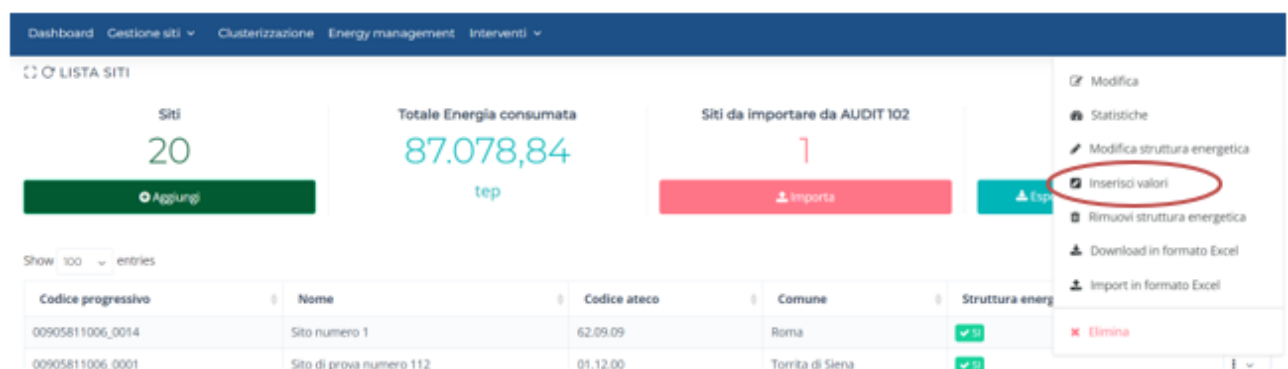 Dashboard Gestione siti Clusterizzazione Energy management Interventi
LISTA SITI
Siti
20
Aggiungi
Totale Energia consumata
87.078,84
tep
Siti da importare da AUDIT 102
1
Importa
Modifica
Statistiche
Modifica struttura energetica
Inserisci valori
Rimuovi struttura energetica
Download in formato Excel
Import in formato Excel
Elimina
Show 100 entries
Codice progressivo Nome Codice ateco Comune Struttura energ
00905811006_0014 Sito numero 1 62.09.09 Roma SI
00905811006_0001 Sito di prova numero 112 01.12.00 Torrita di Siena SI